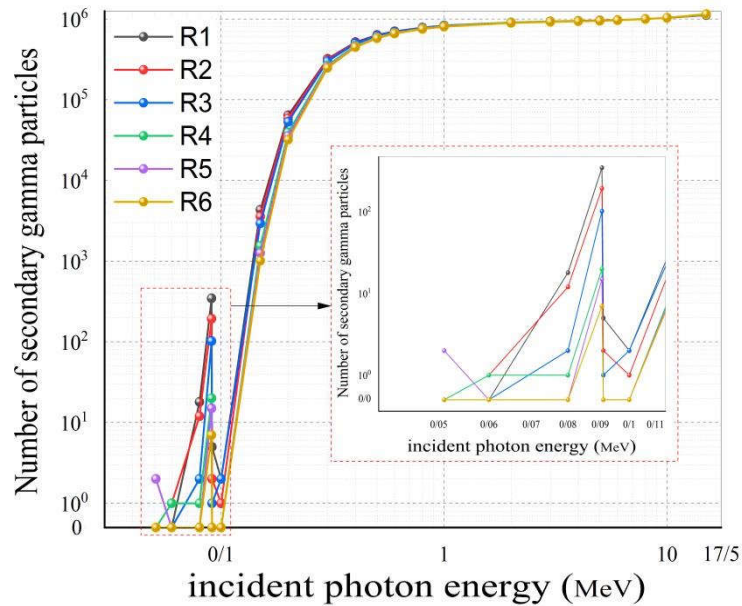 Number of secondary gamma particles
10⁶
10⁵
10⁴
10³
10²
10¹
10⁰
0
R1
R2
R3
R4
R5
R6
Number of secondary gamma particles
10²
10¹
10⁰
0/0
0/05 0/06 0/07 0/08 0/09 0/1 0/11
incident photon energy (MeV)
0/1 1 10 17/5
incident photon energy (MeV)